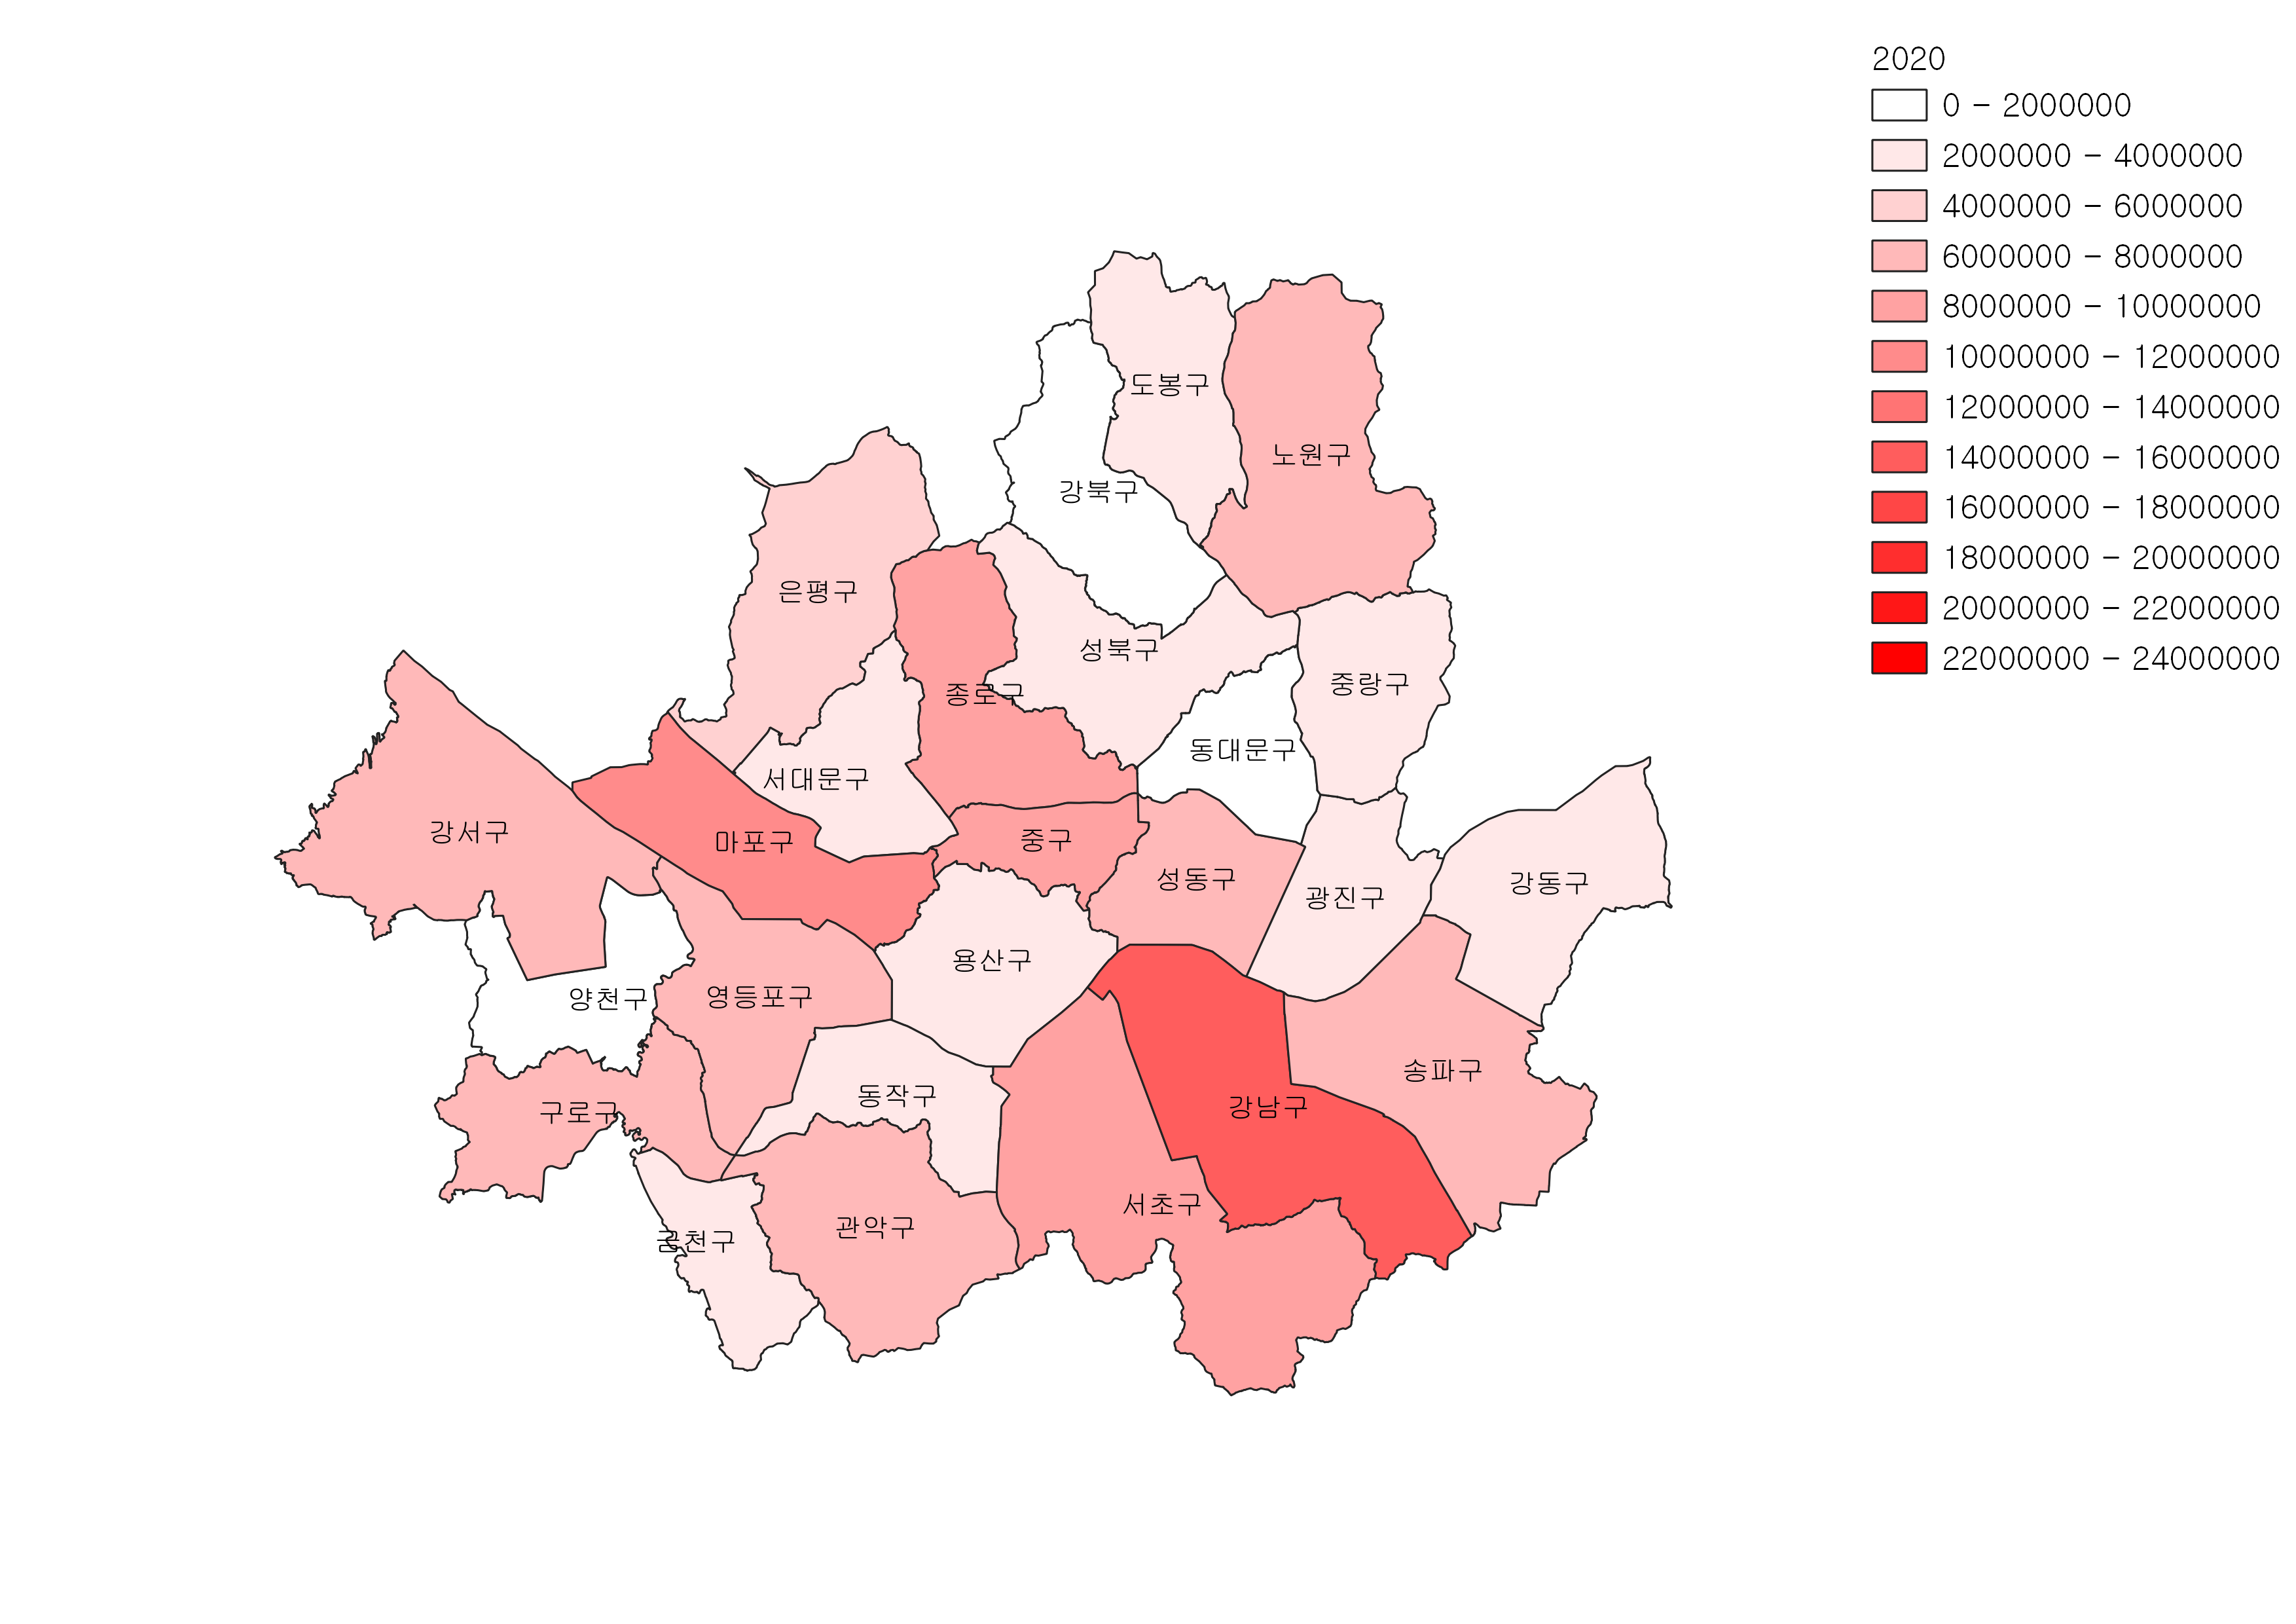 2020
0 – 2000000
2000000 – 4000000
4000000 – 6000000
6000000 – 8000000
8000000 – 10000000
10000000 – 12000000
12000000 – 14000000
14000000 – 16000000
16000000 – 18000000
18000000 – 20000000
20000000 – 22000000
22000000 – 24000000
도봉구
노원구
강북구
은평구
성북구
중랑구
종로구
동대문구
서대문구
강서구
마포구
중구
성동구
강동구
광진구
용산구
영등포구
양천구
송파구
동작구
강남구
구로구
서초구
관악구
금천구